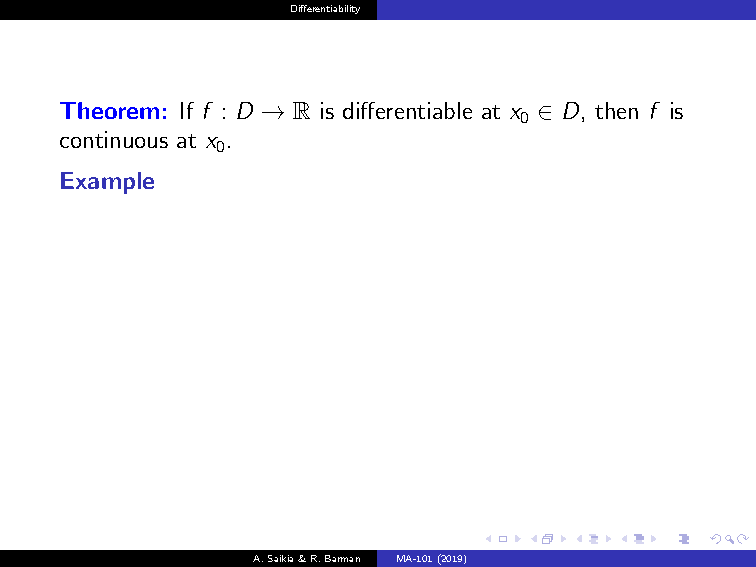 Differentiability
Theorem: If f : D → ℝ is differentiable at x₀ ∈ D, then f is
continuous at x₀.
Example
A. Saikia & R. Barman MA-101 (2019)